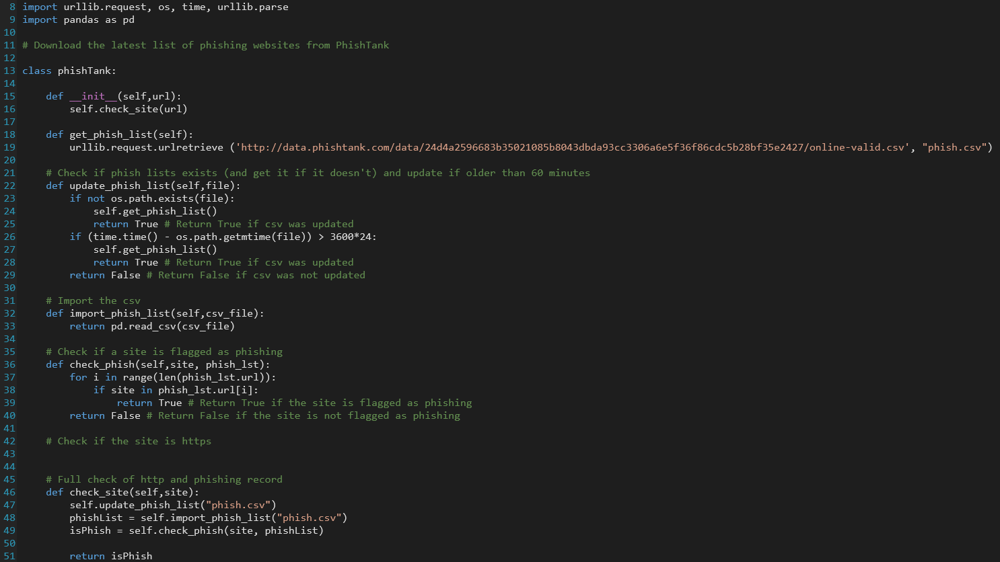 8 import urllib.request, os, time, urllib.parse
9 import pandas as pd
10
11 # Download the latest list of phishing websites from PhishTank
12
13 class phishTank:
14
15     def __init__(self,url):
16         self.check_site(url)
17
18     def get_phish_list(self):
19         urllib.request.urlretrieve ('http://data.phishtank.com/data/24d4a2596683b35021085b8043dbda93cc3306a6e5f36f86cdc5b28bf35e2427/online-valid.csv', "phish.csv")
20
21     # Check if phish lists exists (and get it if it doesn't) and update if older than 60 minutes
22     def update_phish_list(self,file):
23         if not os.path.exists(file):
24             self.get_phish_list()
25             return True # Return True if csv was updated
26         if (time.time() - os.path.getmtime(file)) > 3600*24:
27             self.get_phish_list()
28             return True # Return True if csv was updated
29         return False # Return False if csv was not updated
30
31     # Import the csv
32     def import_phish_list(self,csv_file):
33         return pd.read_csv(csv_file)
34
35     # Check if a site is flagged as phishing
36     def check_phish(self,site, phish_lst):
37         for i in range(len(phish_lst.url)):
38             if site in phish_lst.url[i]:
39                 return True # Return True if the site is flagged as phishing
40         return False # Return False if the site is not flagged as phishing
41
42     # Check if the site is https
43
44
45     # Full check of http and phishing record
46     def check_site(self,site):
47         self.update_phish_list("phish.csv")
48         phishList = self.import_phish_list("phish.csv")
49         isPhish = self.check_phish(site, phishList)
50
51         return isPhish